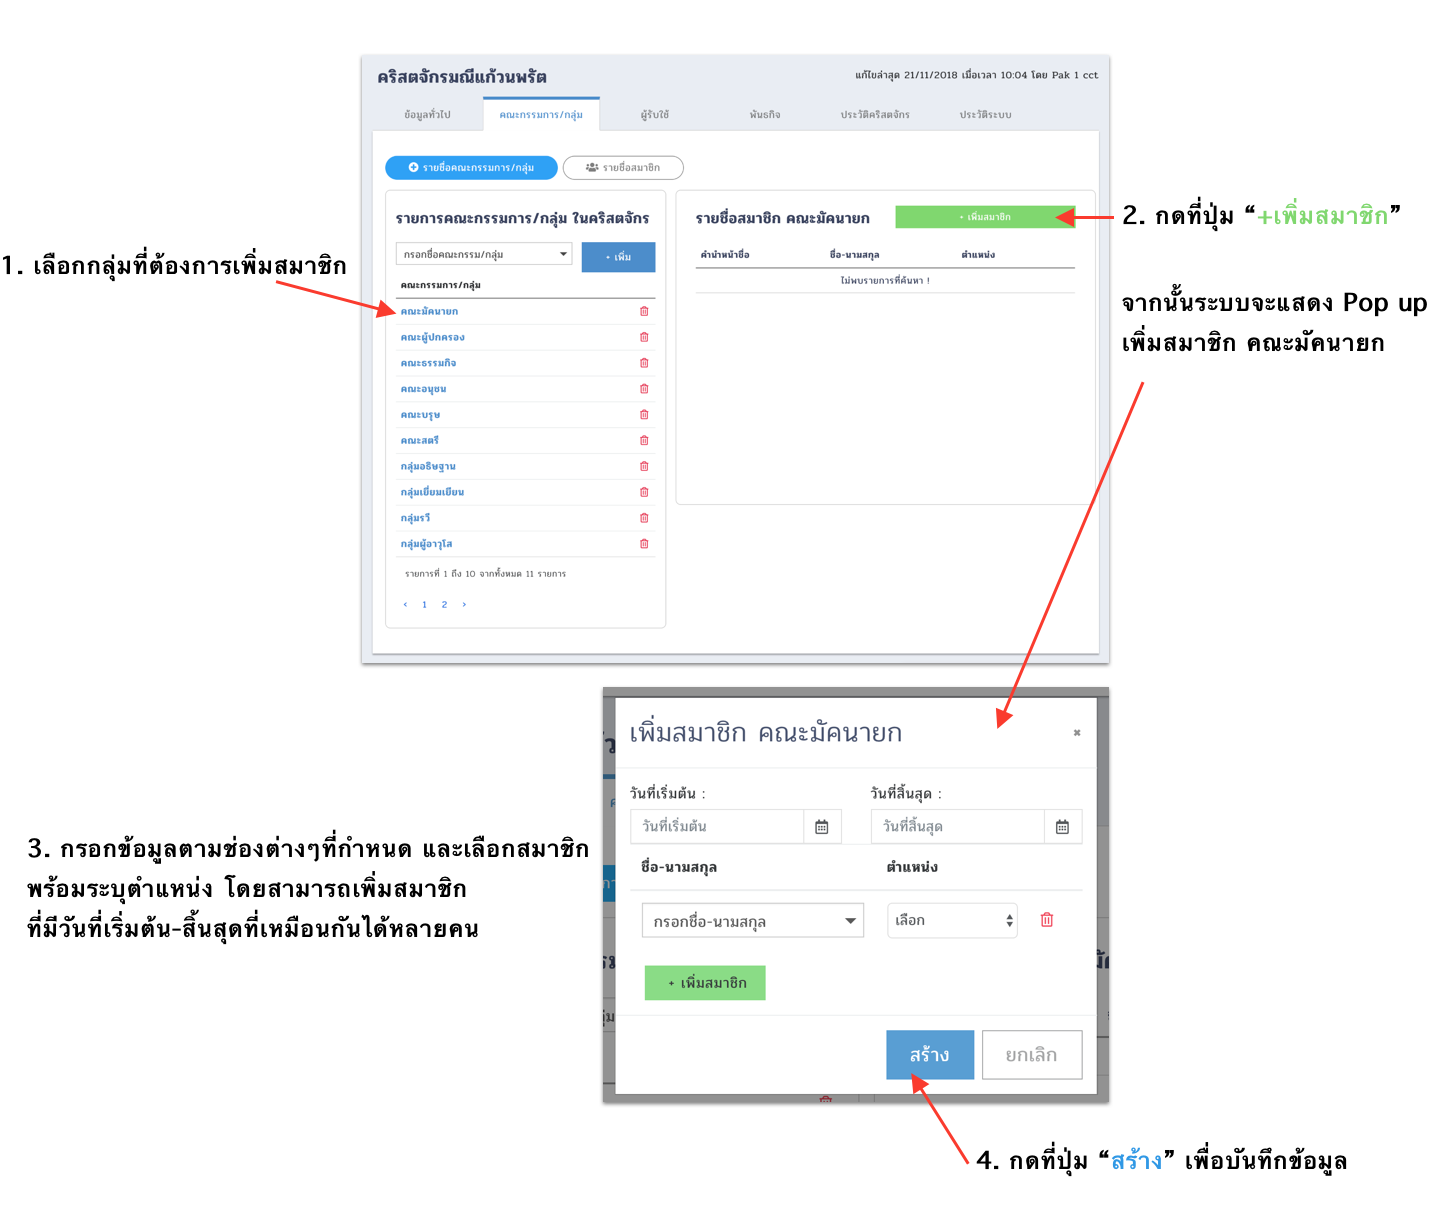 คริสตจักรมณีแก้วนพรัต
แก้ไขล่าสุด 21/11/2018 เมื่อเวลา 10:04 โดย Pak 1 cct
ข้อมูลทั่วไป คณะกรรมการ/กลุ่ม ผู้รับใช้ พันธกิจ ประวัติคริสตจักร ประวัติระบบ
รายชื่อคณะกรรมการ/กลุ่ม รายชื่อสมาชิก
รายการคณะกรรมการ/กลุ่ม ในคริสตจักร
กรอกชื่อคณะกรรม/กลุ่ม + เพิ่ม
คณะกรรมการ/กลุ่ม
คณะมัคนายก
คณะผู้ปกครอง
คณะธรรมกิจ
คณะอนุชน
คณะบุรุษ
คณะสตรี
กลุ่มอธิษฐาน
กลุ่มเยี่ยมเยียน
กลุ่มรวี
กลุ่มผู้อาวุโส
รายการที่ 1 ถึง 10 จากทั้งหมด 11 รายการ
‹ 1 2 ›
รายชื่อสมาชิก คณะมัคนายก + เพิ่มสมาชิก
คำนำหน้าชื่อ ชื่อ-นามสกุล ตำแหน่ง
ไม่พบรายการที่ค้นหา !
1. เลือกกลุ่มที่ต้องการเพิ่มสมาชิก
2. กดที่ปุ่ม “+เพิ่มสมาชิก”
จากนั้นระบบจะแสดง Pop up
เพิ่มสมาชิก คณะมัคนายก
เพิ่มสมาชิก คณะมัคนายก
วันที่เริ่มต้น : วันที่สิ้นสุด :
วันที่เริ่มต้น วันที่สิ้นสุด
ชื่อ-นามสกุล ตำแหน่ง
กรอกชื่อ-นามสกุล เลือก
+ เพิ่มสมาชิก
สร้าง ยกเลิก
3. กรอกข้อมูลตามช่องต่างๆที่กำหนด และเลือกสมาชิก
พร้อมระบุตำแหน่ง โดยสามารถเพิ่มสมาชิก
ที่มีวันที่เริ่มต้น-สิ้นสุดที่เหมือนกันได้หลายคน
4. กดที่ปุ่ม “สร้าง” เพื่อบันทึกข้อมูล